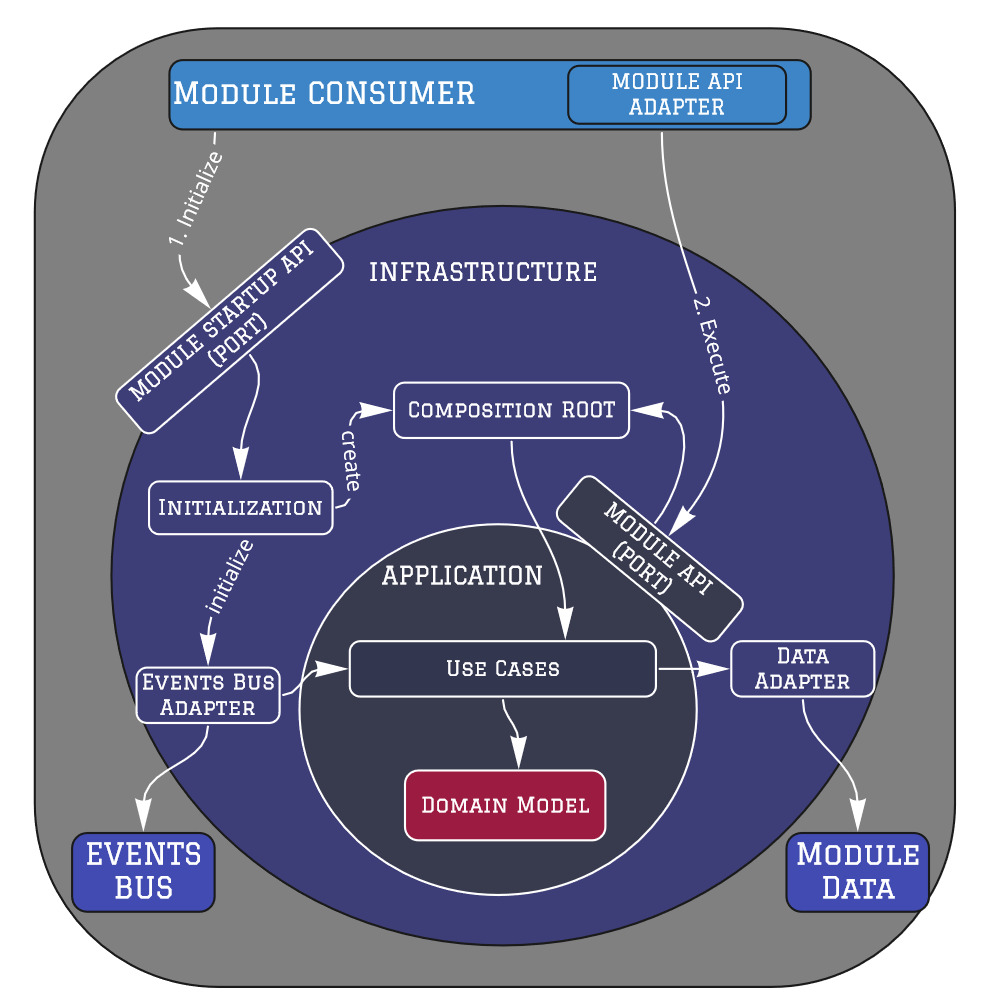 Module CONSUMER
MODULE API
ADAPTER
1. Initialize
MODULE STARTUP API
(PORT)
INFRASTRUCTURE
2. Execute
Composition ROOT
create
Initialization
MODULE API
(PORT)
initialize
APPLICATION
Use Cases
Data
Adapter
Events Bus
Adapter
Domain Model
EVENTS
BUS
Module
Data